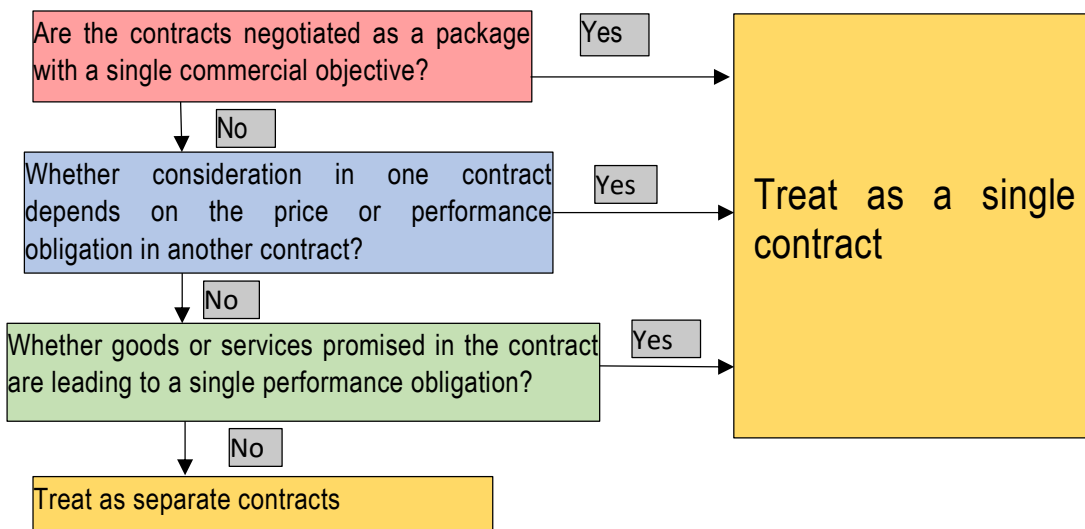 Are the contracts negotiated as a package
with a single commercial objective?
Yes
No
Whether consideration in one contract
depends on the price or performance
obligation in another contract?
Yes
Treat as a single
contract
No
Whether goods or services promised in the contract
are leading to a single performance obligation?
Yes
No
Treat as separate contracts